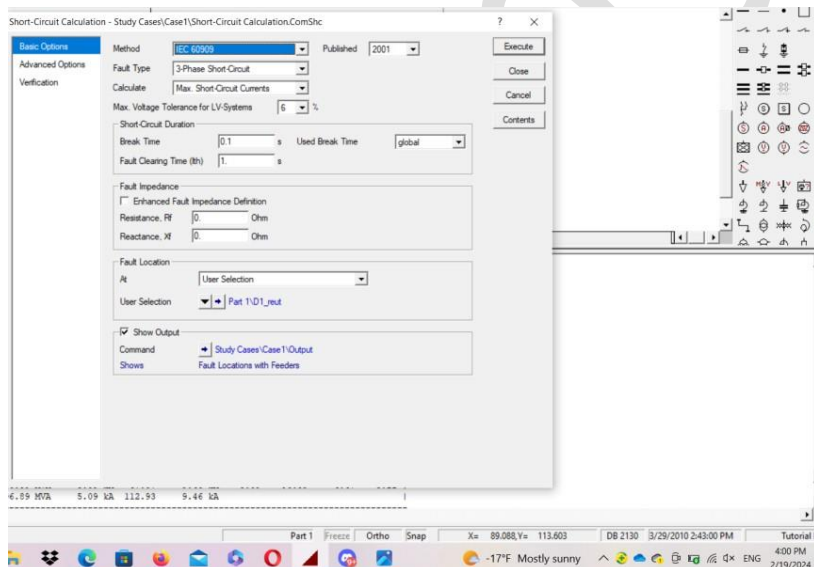 Short-Circuit Calculation - Study Cases\Case1\Short-Circuit Calculation.ComShc ? ×
Basic Options
Advanced Options
Verification
Method IEC 60909 Published 2001
Fault Type 3-Phase Short-Circuit
Calculate Max. Short-Circuit Currents
Max. Voltage Tolerance for LV-Systems 6 %
Short-Circuit Duration
Break Time 0.1 s Used Break Time global
Fault Clearing Time (Ith) 1. s
Fault Impedance
Enhanced Fault Impedance Definition
Resistance, Rf 0. Ohm
Reactance, Xf 0. Ohm
Fault Location
At User Selection
User Selection Part 1\D1_reut
Show Output
Command Study Cases\Case1\Output
Shows Fault Locations with Feeders
Execute
Close
Cancel
Contents
6.89 MVA 5.09 kA 112.93 9.46 kA
Part 1 Freeze Ortho Snap X= 89.088,Y= 113.603 DB 2130 3/29/2010 2:43:00 PM Tutorial
-17°F Mostly sunny ENG 4:00 PM
2/19/2024